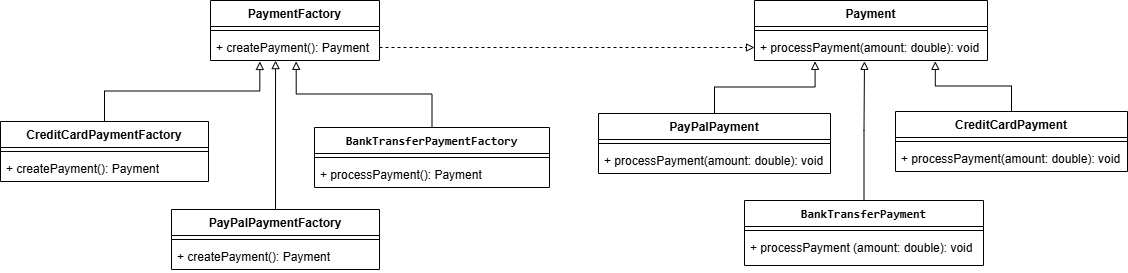 PaymentFactory
+ createPayment(): Payment
Payment
+ processPayment(amount: double): void
CreditCardPaymentFactory
+ createPayment(): Payment
BankTransferPaymentFactory
+ processPayment(): Payment
PayPalPaymentFactory
+ createPayment(): Payment
PayPalPayment
+ processPayment(amount: double): void
CreditCardPayment
+ processPayment(amount: double): void
BankTransferPayment
+ processPayment (amount: double): void